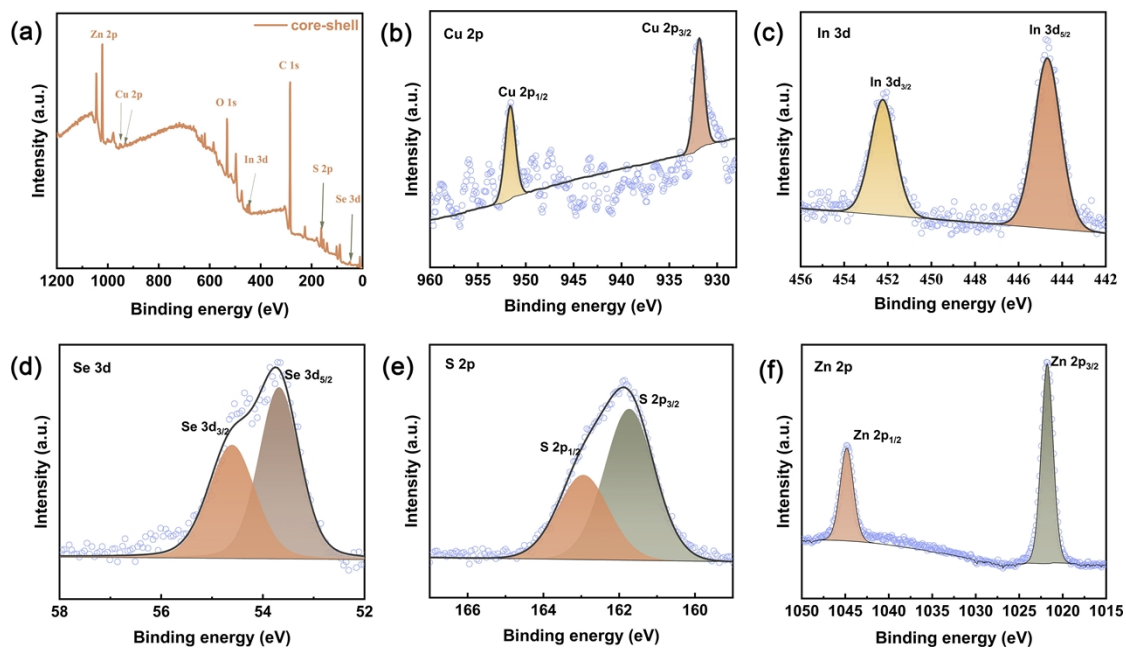 (a)
core-shell
Zn 2p
Cu 2p
O 1s
In 3d
C 1s
S 2p
Se 3d
Intensity (a.u.)
1200 1000 800 600 400 200 0
Binding energy (eV)
(b)
Cu 2p
Cu 2p1/2
Cu 2p3/2
Intensity (a.u.)
960 955 950 945 940 935 930
Binding energy (eV)
(c)
In 3d
In 3d3/2
In 3d5/2
Intensity (a.u.)
456 454 452 450 448 446 444 442
Binding energy (eV)
(d)
Se 3d
Se 3d3/2
Se 3d5/2
Intensity (a.u.)
58 56 54 52
Binding energy (eV)
(e)
S 2p
S 2p1/2
S 2p3/2
Intensity (a.u.)
166 164 162 160
Binding energy (eV)
(f)
Zn 2p
Zn 2p1/2
Zn 2p3/2
Intensity (a.u.)
1050 1045 1040 1035 1030 1025 1020 1015
Binding energy (eV)